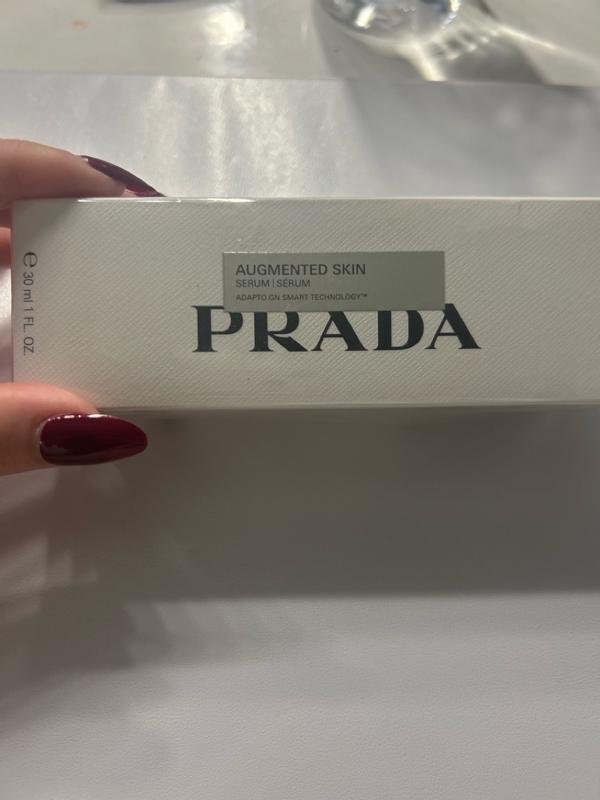 AUGMENTED SKIN
SERUM | SÉRUM
ADAPTO.GN SMART TECHNOLOGY™
PRADA
℮ 30 ml 1 FL. OZ.